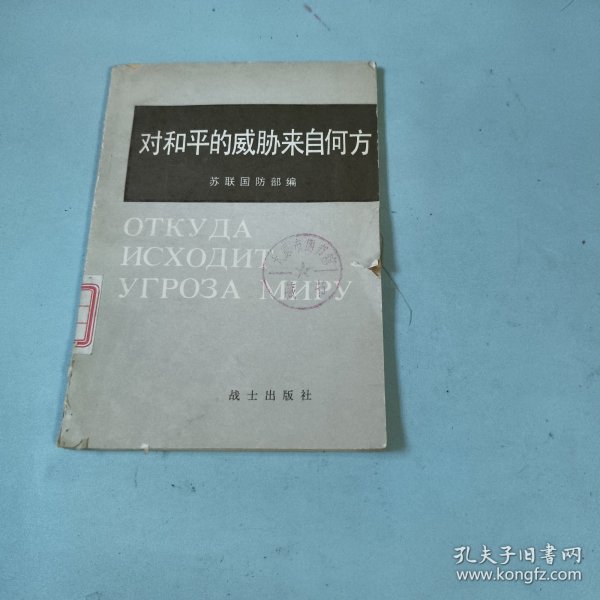 对和平的威胁来自何方
苏联国防部编
ОТКУДА
ИСХОДИТ
УГРОЗА МИРУ
战士出版社
孔夫子旧书网
www.kongfz.com